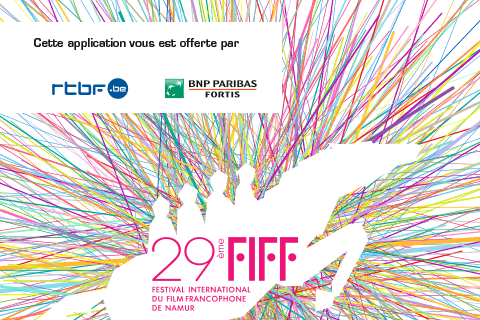 Cette application vous est offerte par
rtbf.be
BNP PARIBAS
FORTIS
29ème FIFF
FESTIVAL INTERNATIONAL
DU FILM FRANCOPHONE
DE NAMUR